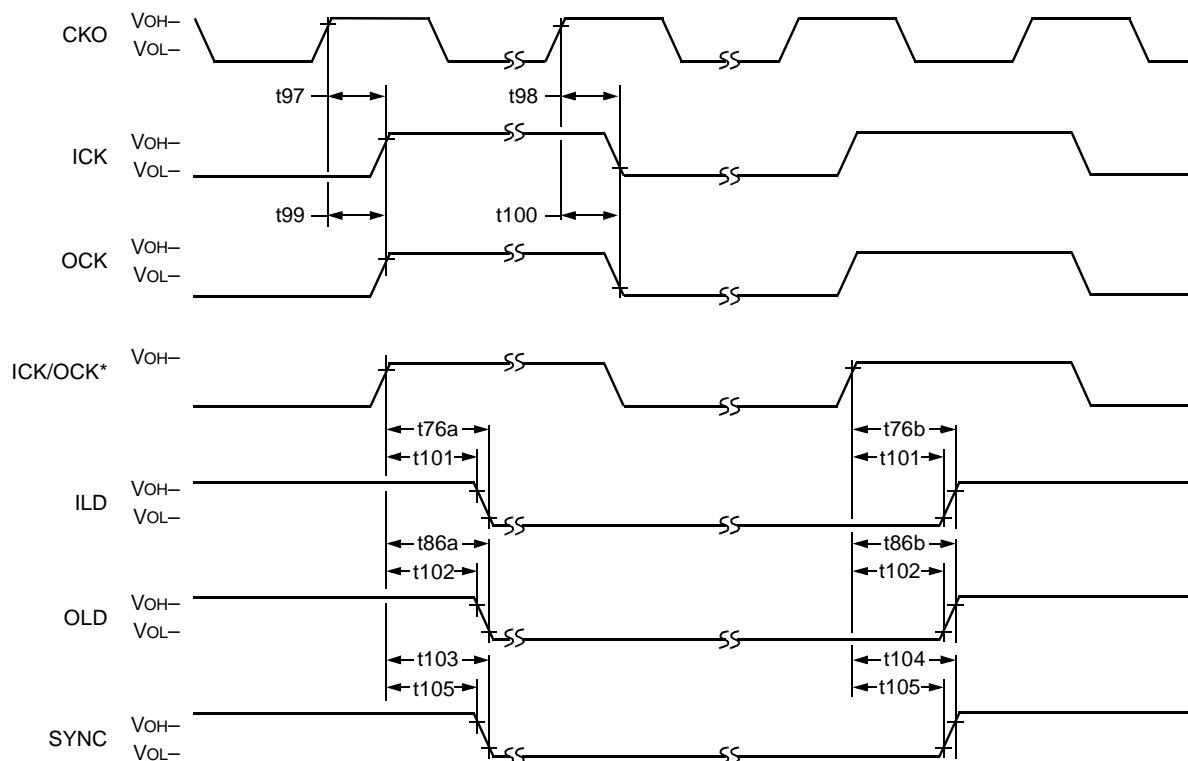 CKO VOH–
VOL–
t97 t98
ICK VOH–
VOL–
t99 t100
OCK VOH–
VOL–
ICK/OCK* VOH–
t76a t76b
t101 t101
ILD VOH–
VOL–
t86a t86b
t102 t102
OLD VOH–
VOL–
t103 t104
t105 t105
SYNC VOH–
VOL–